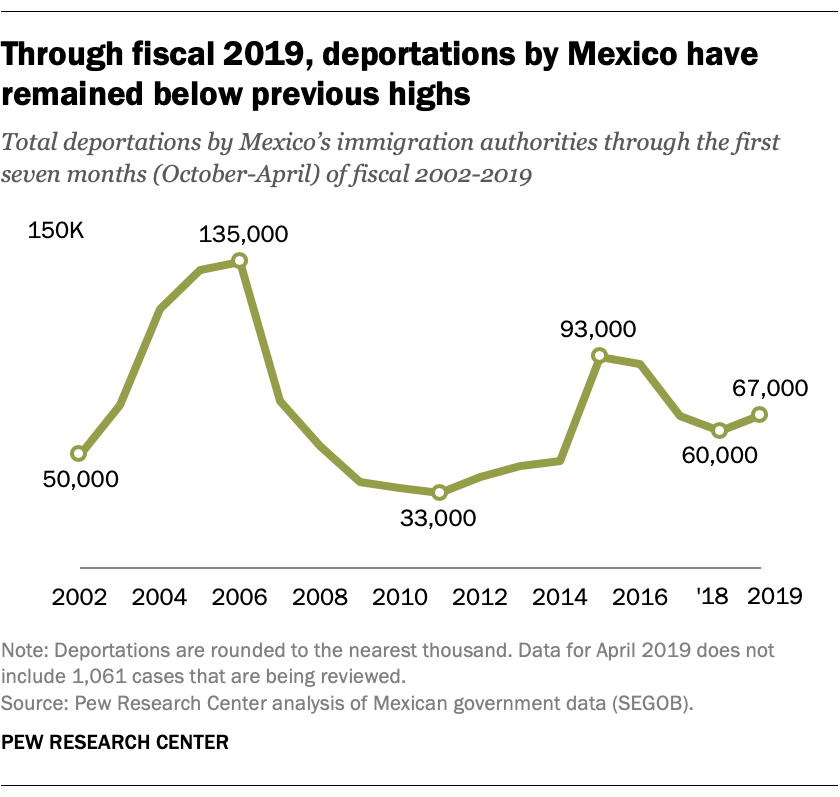 Through fiscal 2019, deportations by Mexico have
remained below previous highs
Total deportations by Mexico's immigration authorities through the first
seven months (October-April) of fiscal 2002-2019
150K
135,000
93,000
67,000
50,000
60,000
33,000
2002 2004 2006 2008 2010 2012 2014 2016 '18 2019
Note: Deportations are rounded to the nearest thousand. Data for April 2019 does not
include 1,061 cases that are being reviewed.
Source: Pew Research Center analysis of Mexican government data (SEGOB).
PEW RESEARCH CENTER